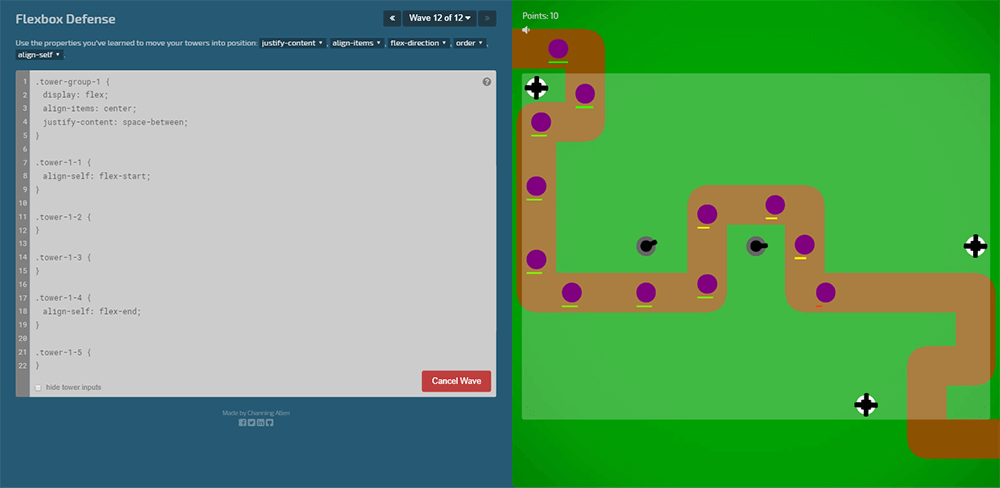 Flexbox Defense
« Wave 12 of 12 »
Use the properties you've learned to move your towers into position: justify-content , align-items , flex-direction , order ,
align-self .
1 .tower-group-1 {
2 display: flex;
3 align-items: center;
4 justify-content: space-between;
5 }
6
7 .tower-1-1 {
8 align-self: flex-start;
9 }
10
11 .tower-1-2 {
12 }
13
14 .tower-1-3 {
15 }
16
17 .tower-1-4 {
18 align-self: flex-end;
19 }
20
21 .tower-1-5 {
22 }
hide tower inputs
Cancel Wave
Made by Channing Allen
Points: 10